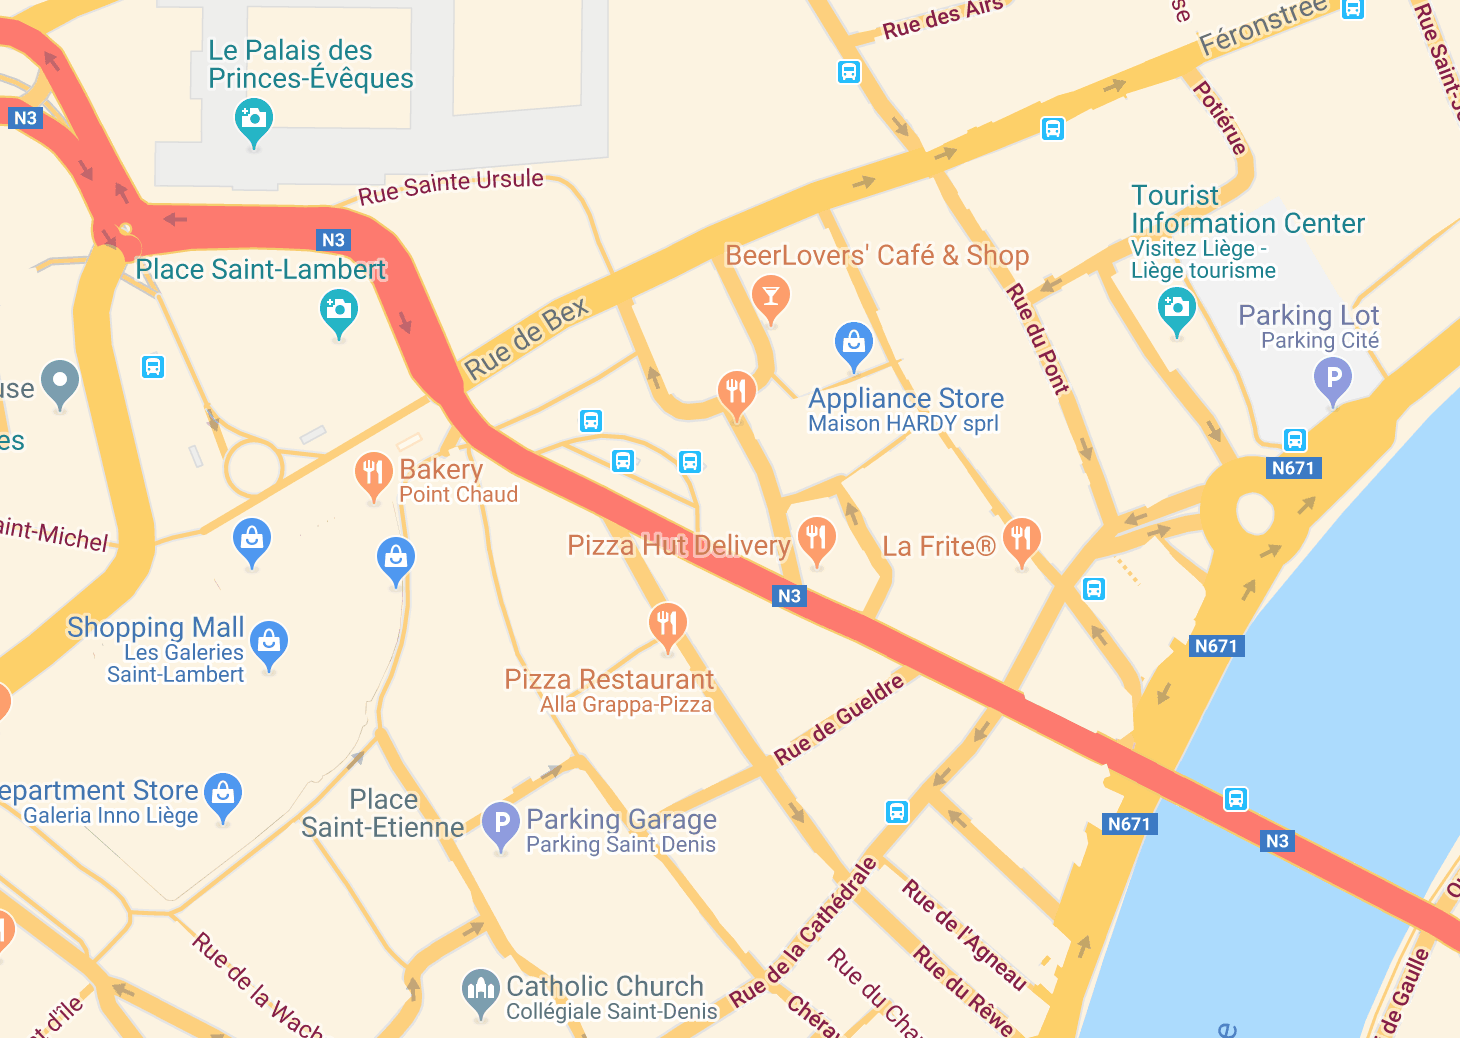 Rue des Airs
Féronstrée
Le Palais des
Princes-Évêques
N3
Potiérue
Rue Sainte Ursule
Tourist
Information Center
Visitez Liège -
Liège tourisme
N3
BeerLovers' Café & Shop
Place Saint-Lambert
Rue du Pont
Parking Lot
Parking Cité
P
Rue de Bex
Appliance Store
Maison HARDY sprl
Bakery
Point Chaud
N671
aint-Michel
Pizza Hut Delivery
La Frite®
N3
Shopping Mall
Les Galeries
Saint-Lambert
N671
Pizza Restaurant
Alla Grappa-Pizza
Rue de Gueldre
epartment Store
Galeria Inno Liège
Place
Saint-Etienne
P
Parking Garage
Parking Saint Denis
N671
N3
Rue de la Cathédrale
Rue de l'Agneau
Rue du Rêwe
Rue du Cha
Chéra
Rue de la Wach
Catholic Church
Collégiale Saint-Denis
t d'île
de Gaulle